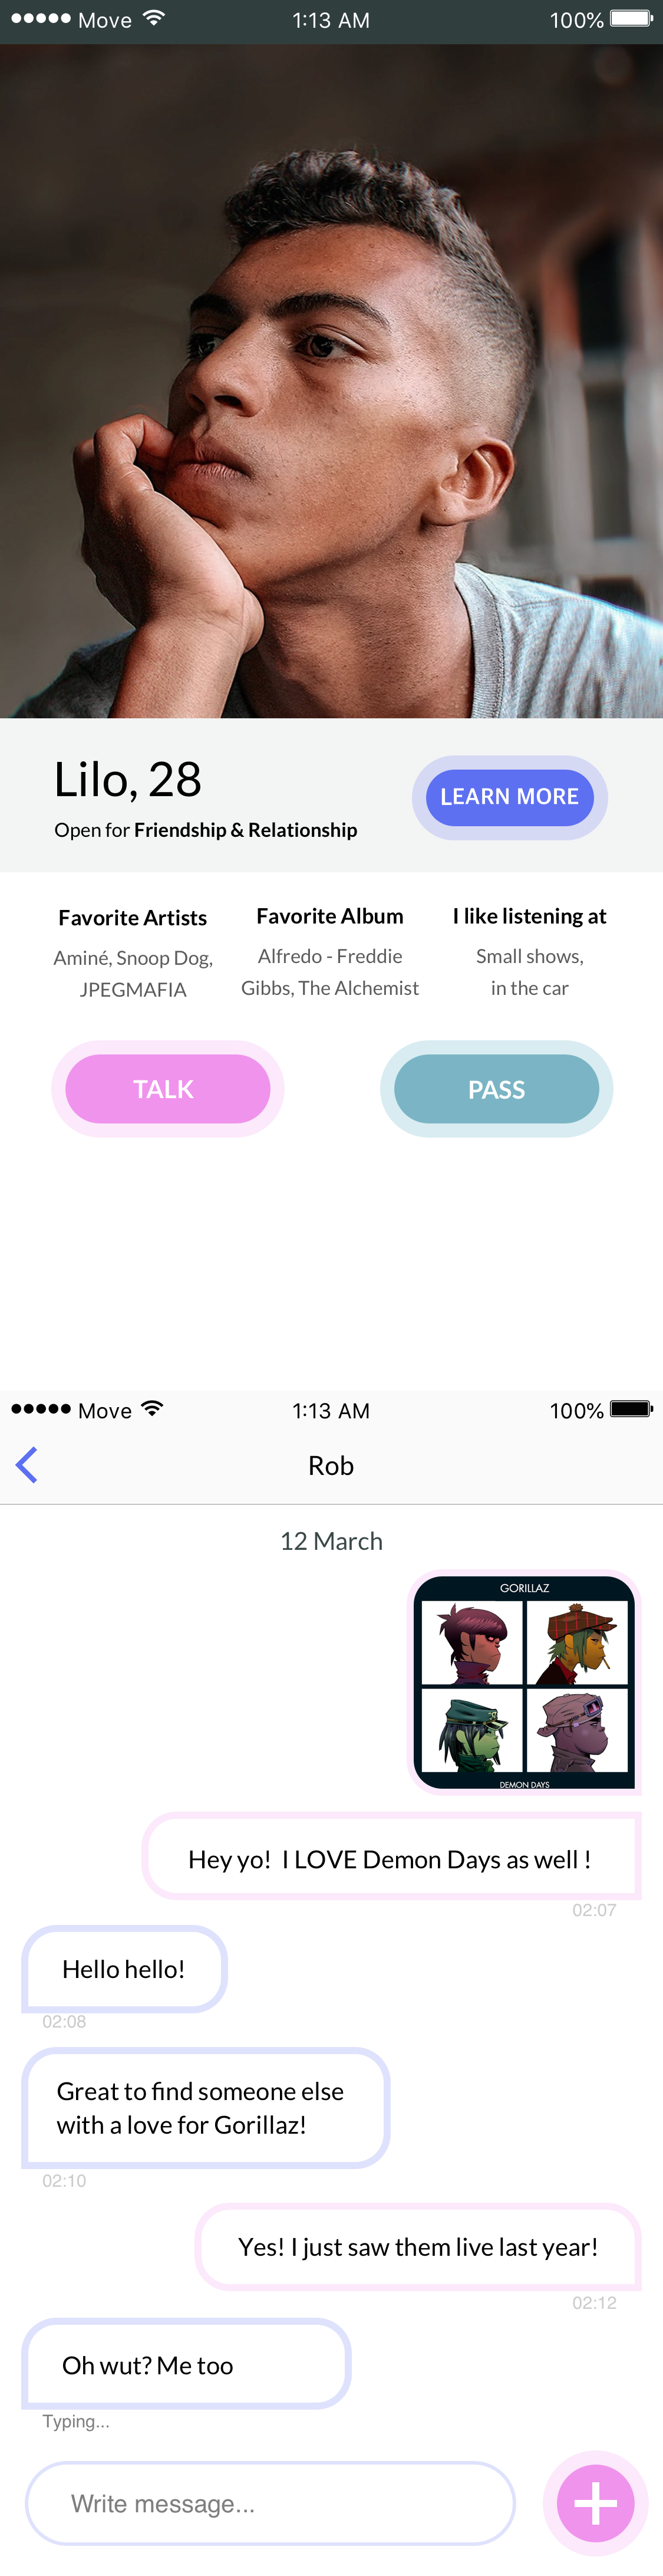 Move 1:13 AM 100%
Lilo, 28
Open for Friendship & Relationship
LEARN MORE
Favorite Artists
Aminé, Snoop Dog,
JPEGMAFIA
Favorite Album
Alfredo - Freddie
Gibbs, The Alchemist
I like listening at
Small shows,
in the car
TALK
PASS
Move 1:13 AM 100%
Rob
12 March
GORILLAZ
DEMON DAYS
Hey yo! I LOVE Demon Days as well !
02:07
Hello hello!
02:08
Great to find someone else
with a love for Gorillaz!
02:10
Yes! I just saw them live last year!
02:12
Oh wut? Me too
Typing...
Write message...